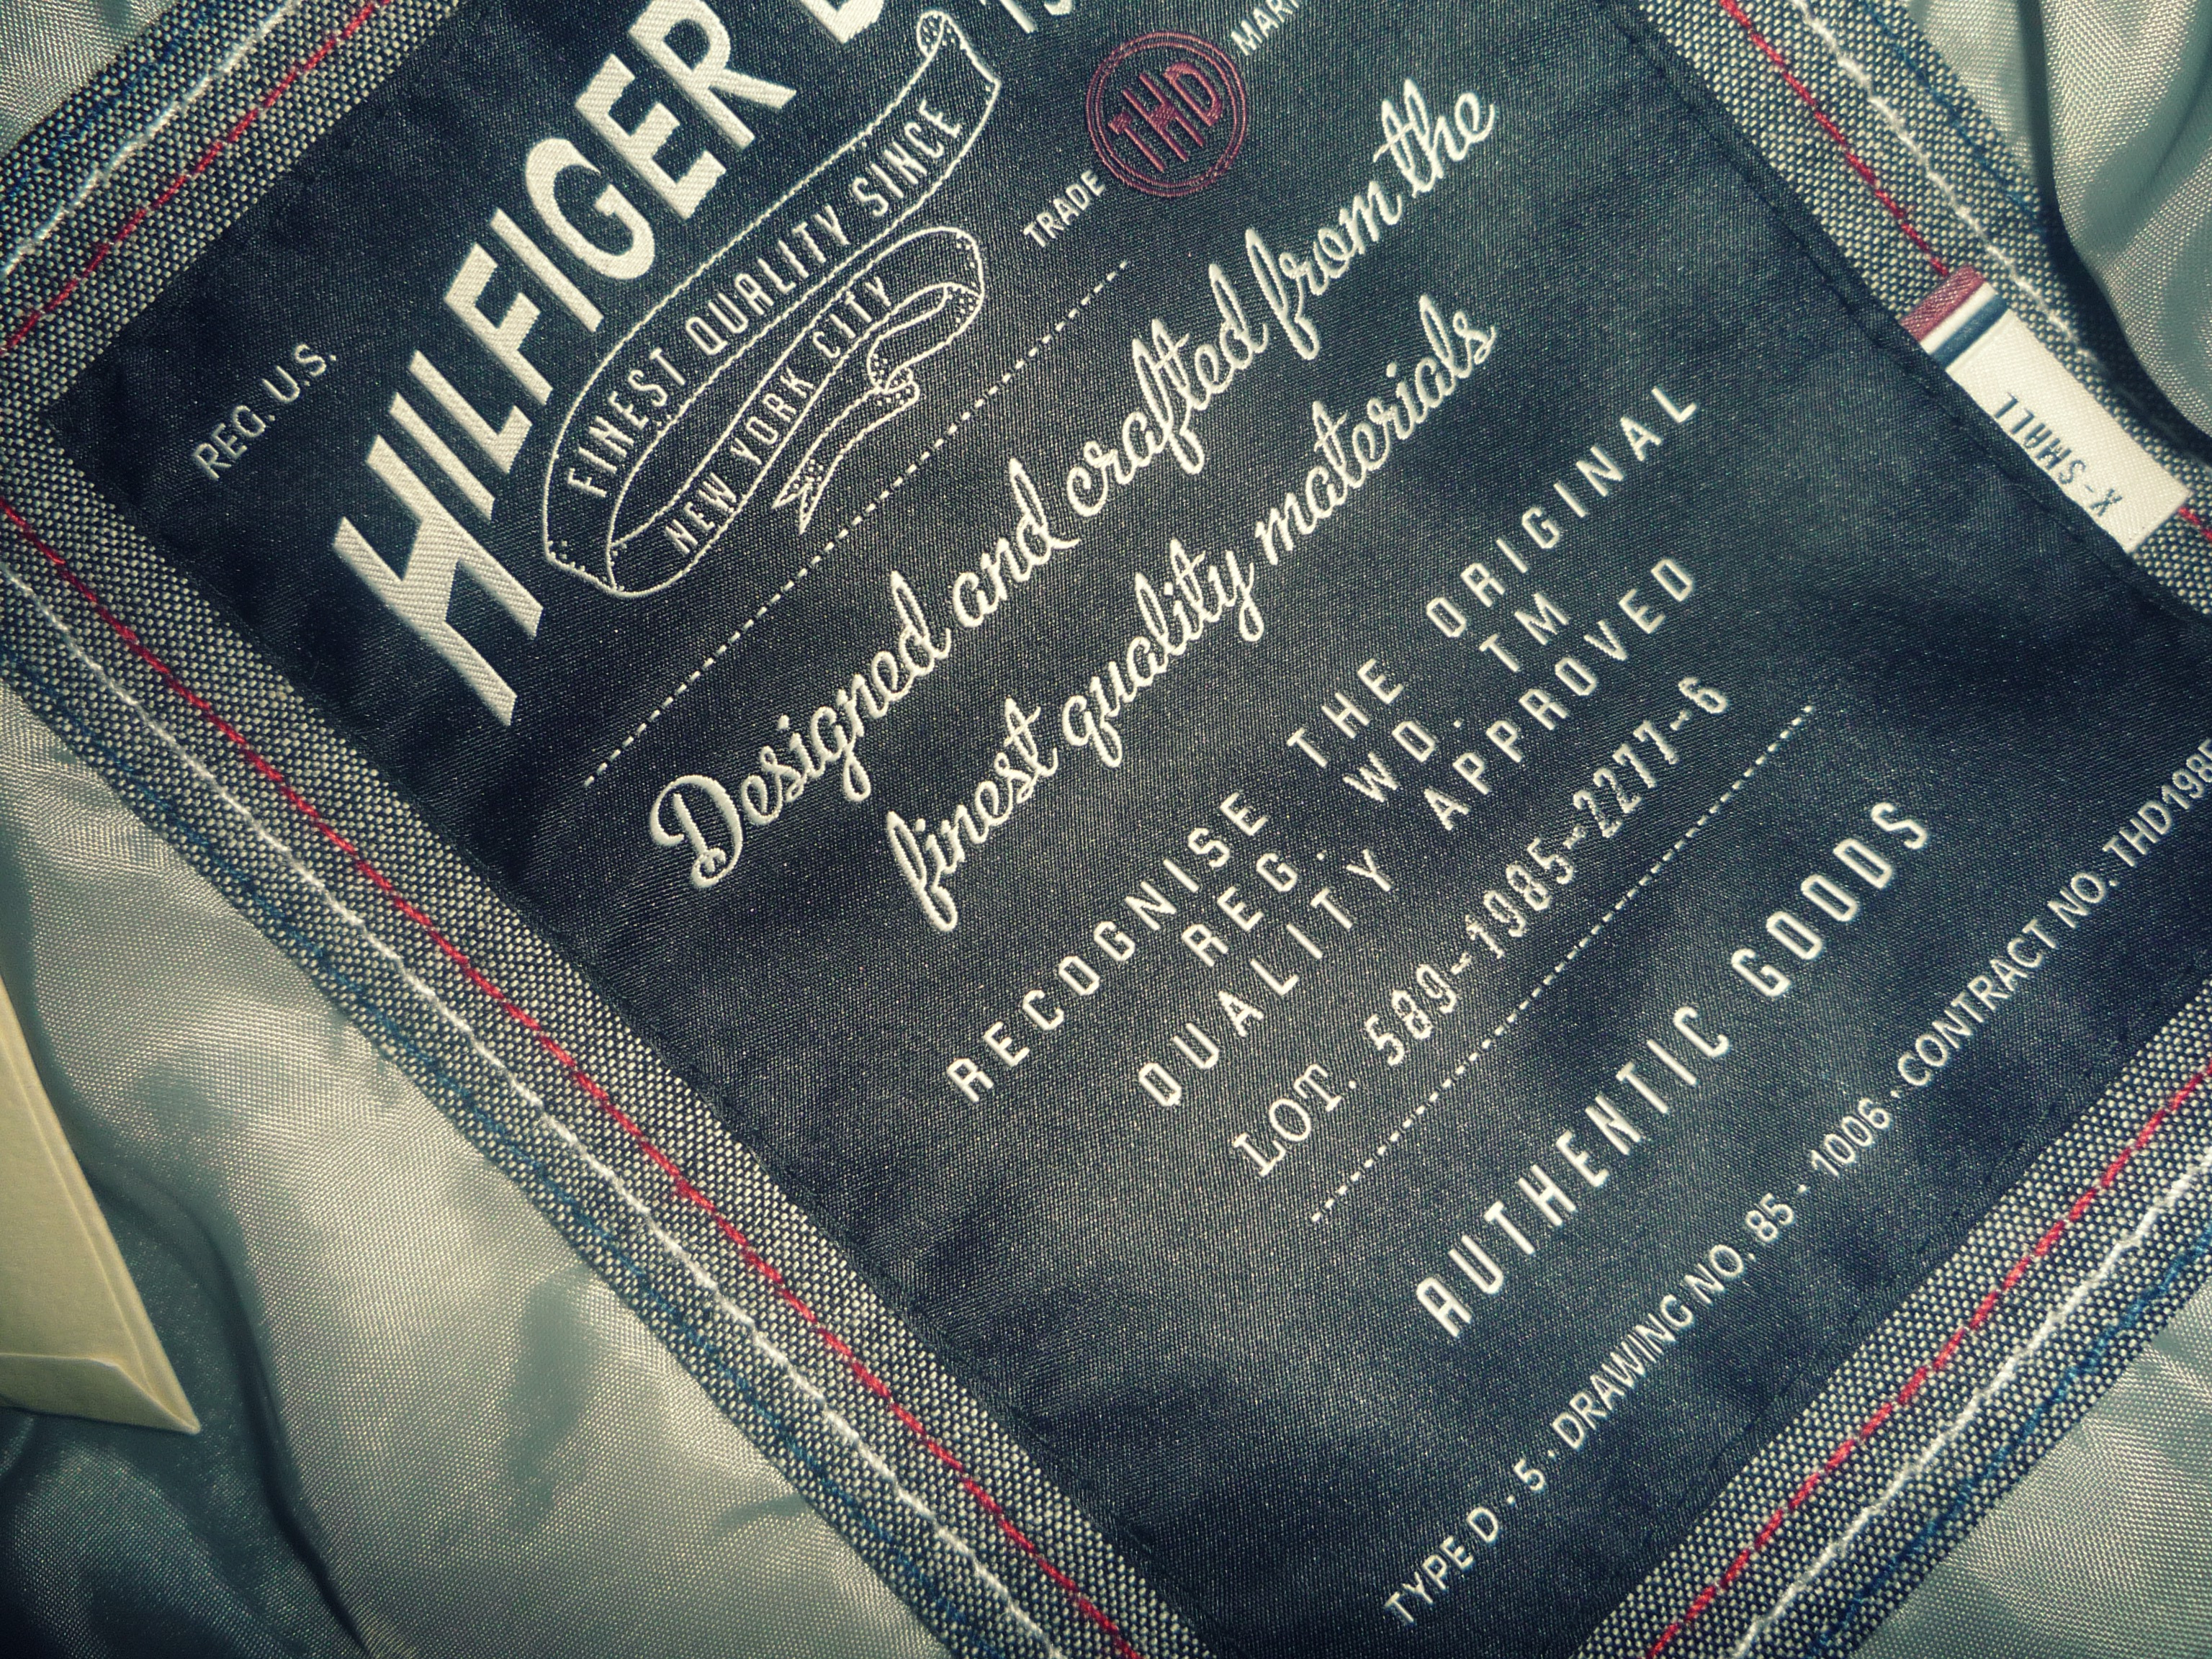 REG. U.S.
HILFIGER
FINEST QUALITY SINCE
NEW YORK CITY
TRADE THD
Designed and crafted from the
finest quality materials
RECOGNISE THE ORIGINAL
REG. WD. TM
QUALITY APPROVED
LOT. 589-1985-2277-6
AUTHENTIC GOODS
TYPE D · 5 · DRAWING NO. 85 - 1006 . CONTRACT NO. THD1985
X-SMALL